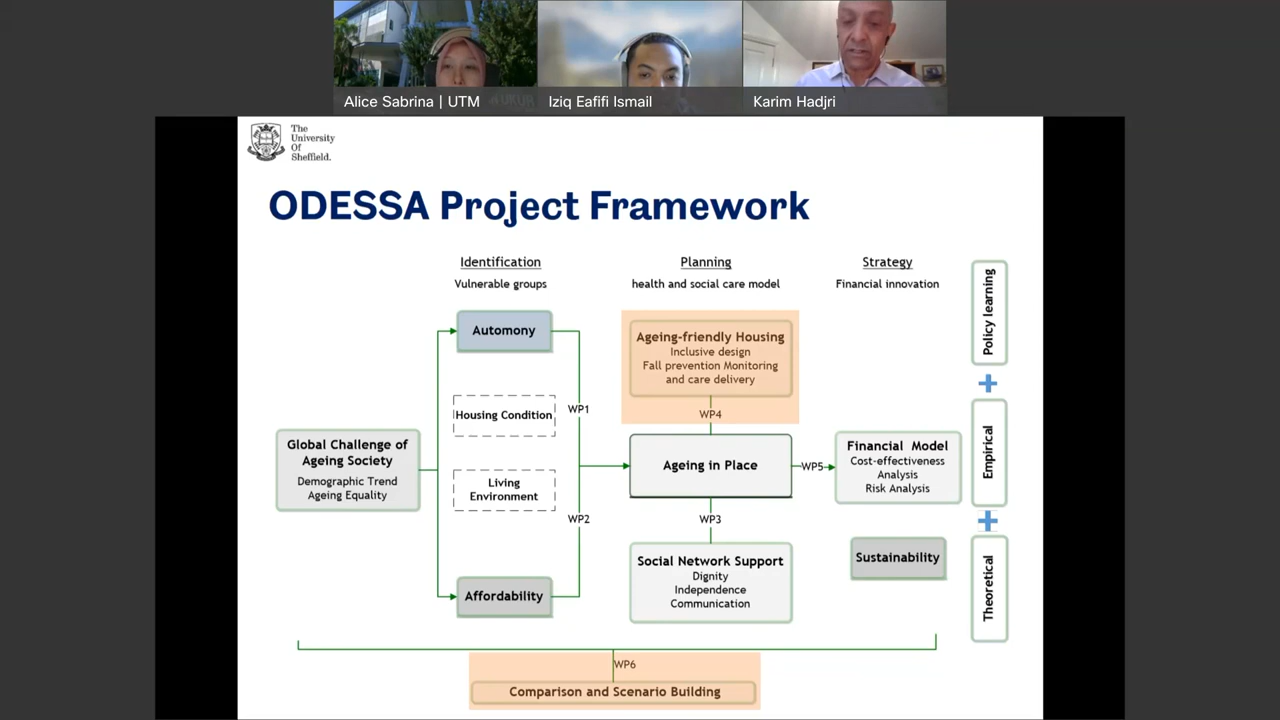 Alice Sabrina | UTM
Iziq Eafifi Ismail
Karim Hadjri
The
University
Of
Sheffield.
ODESSA Project Framework
Identification
Vulnerable groups
Planning
health and social care model
Strategy
Financial innovation
Automony
Housing Condition
Living
Environment
Affordability
Global Challenge of
Ageing Society
Demographic Trend
Ageing Equality
WP1
WP2
Ageing-friendly Housing
Inclusive design
Fall prevention Monitoring
and care delivery
WP4
Ageing in Place
WP3
Social Network Support
Dignity
Independence
Communication
WP5
Financial Model
Cost-effectiveness
Analysis
Risk Analysis
Sustainability
Policy learning
+
Empirical
+
Theoretical
WP6
Comparison and Scenario Building